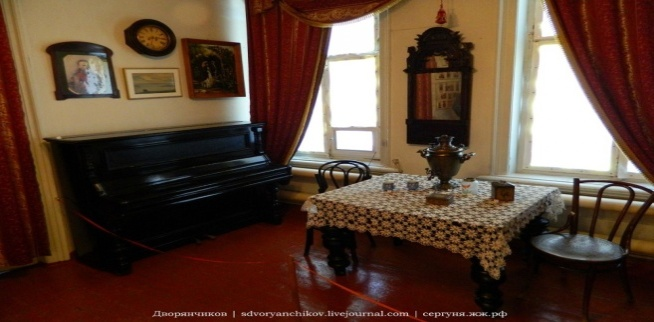 Дворянчиков | sdvoryanchikov.livejournal.com | сергуня.жж.рф